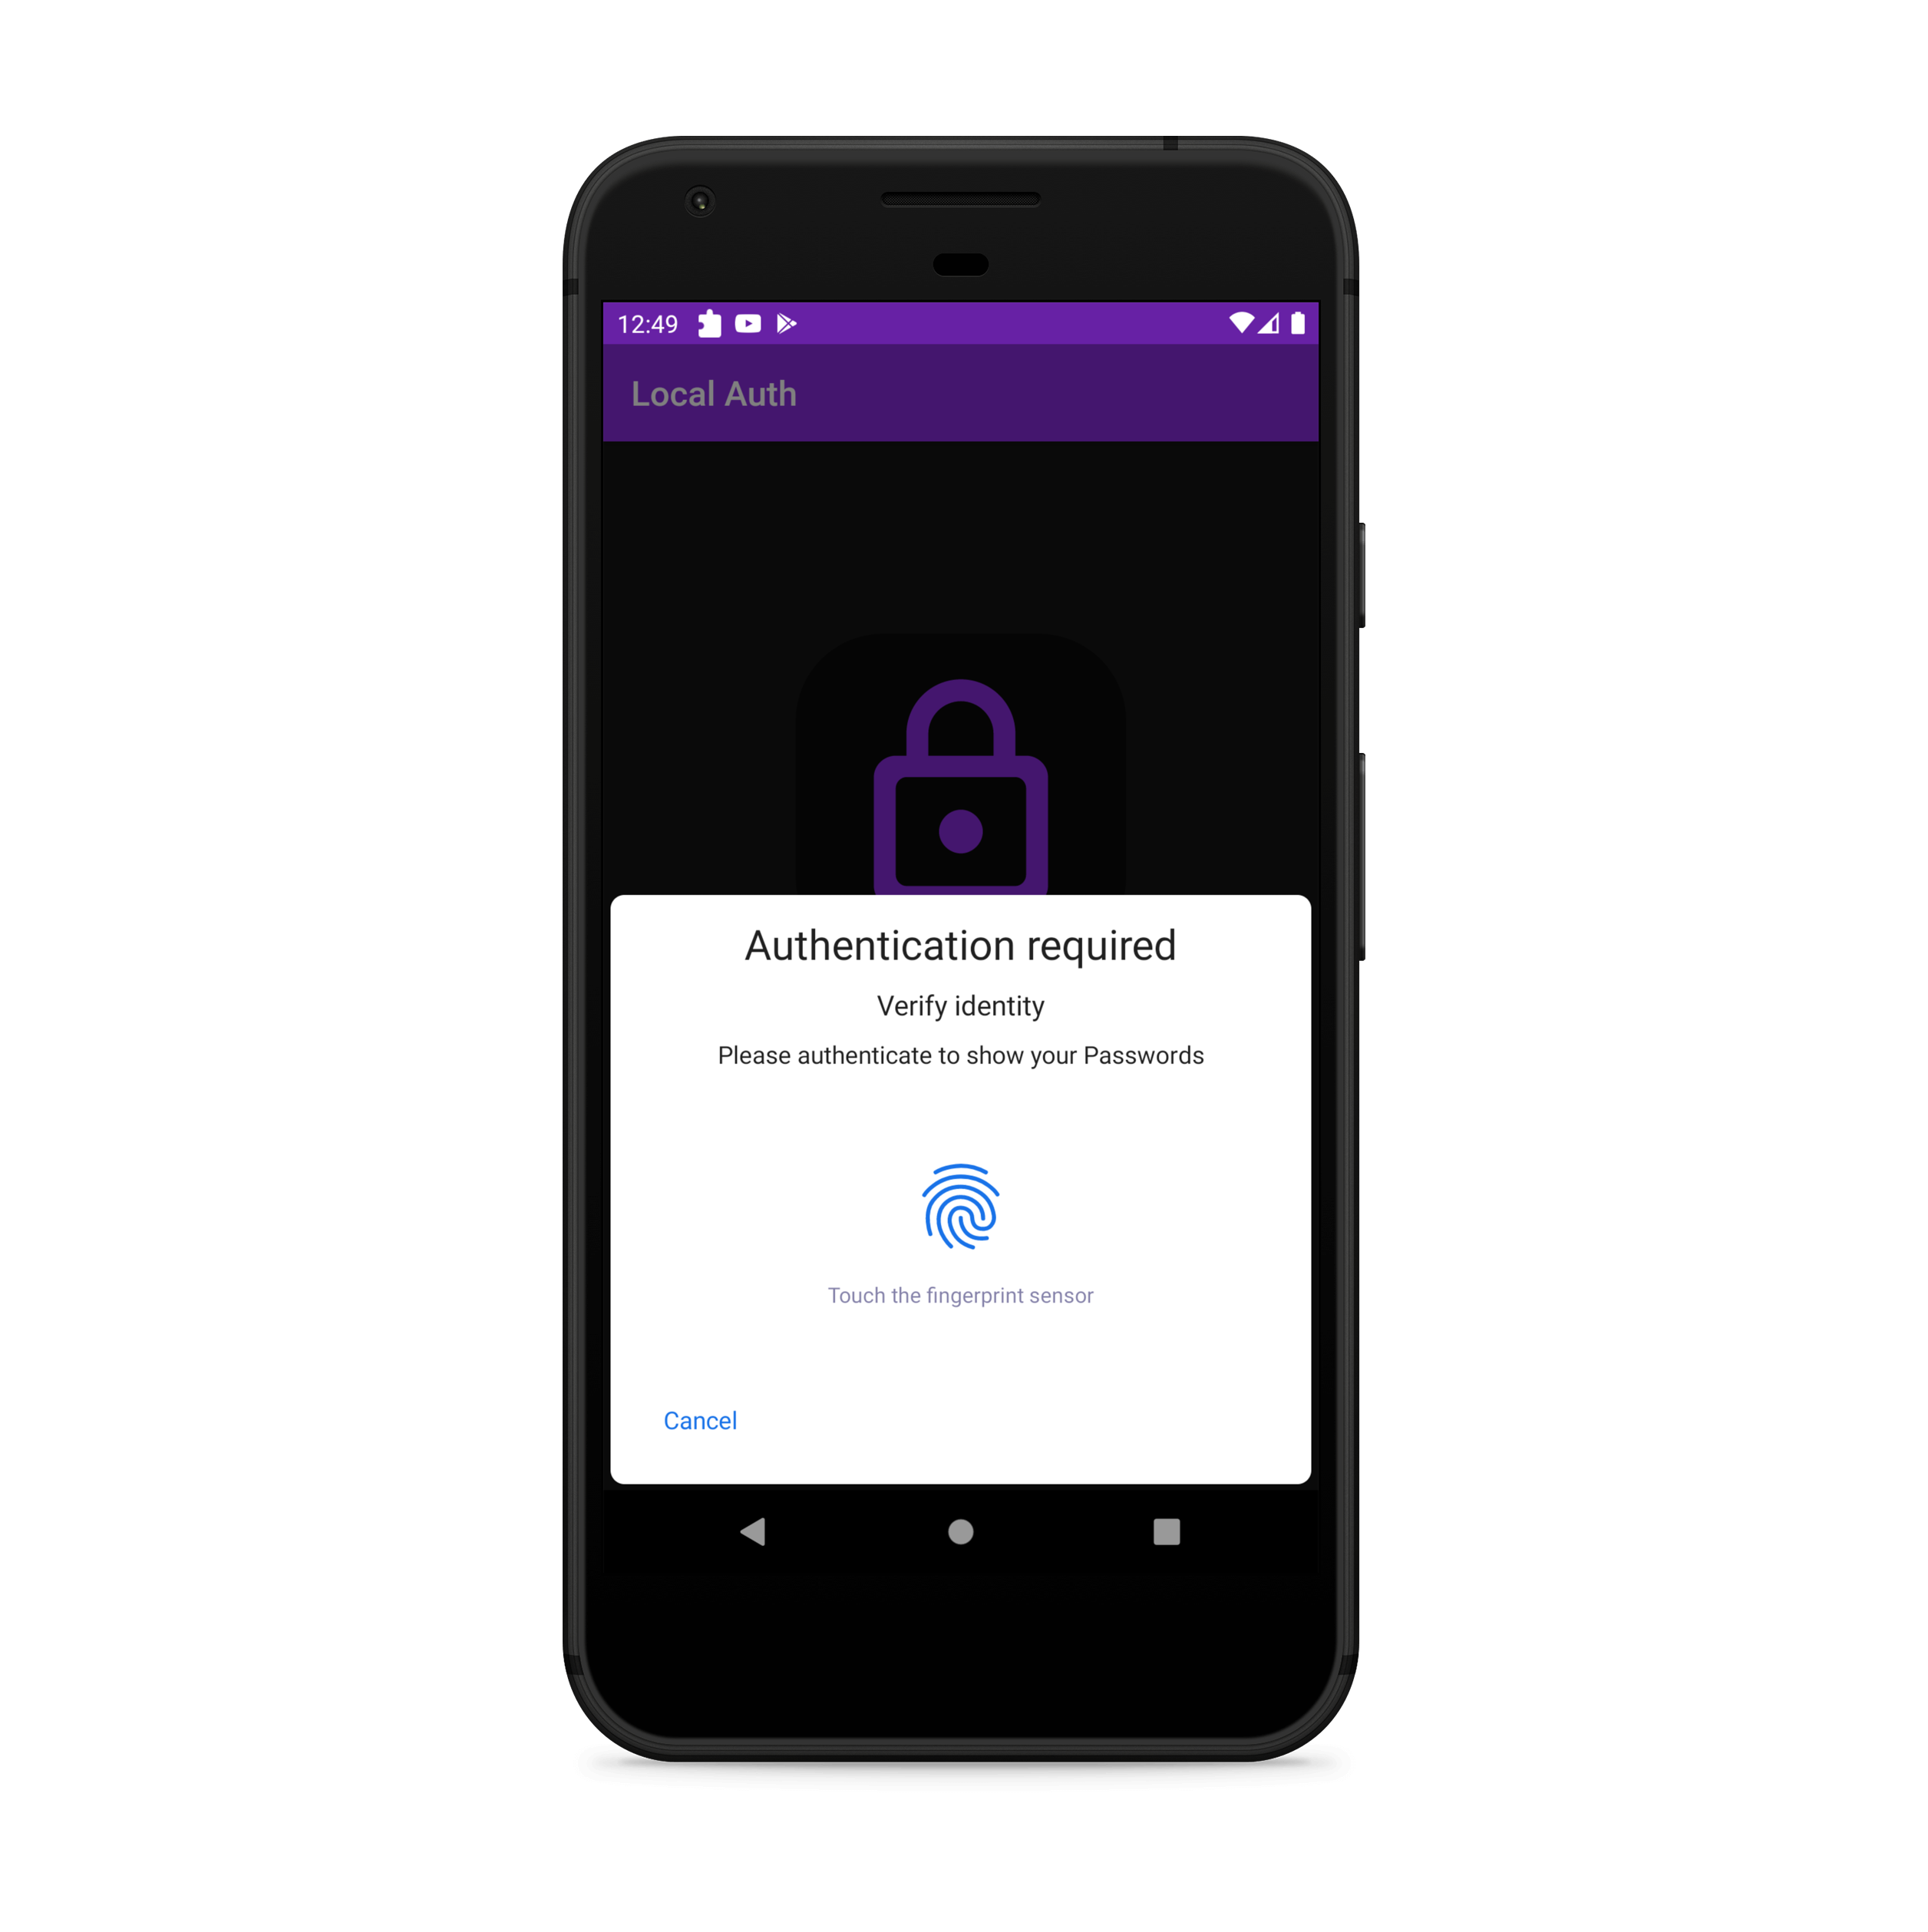 12:49
Local Auth
Authentication required
Verify identity
Please authenticate to show your Passwords
Touch the fingerprint sensor
Cancel